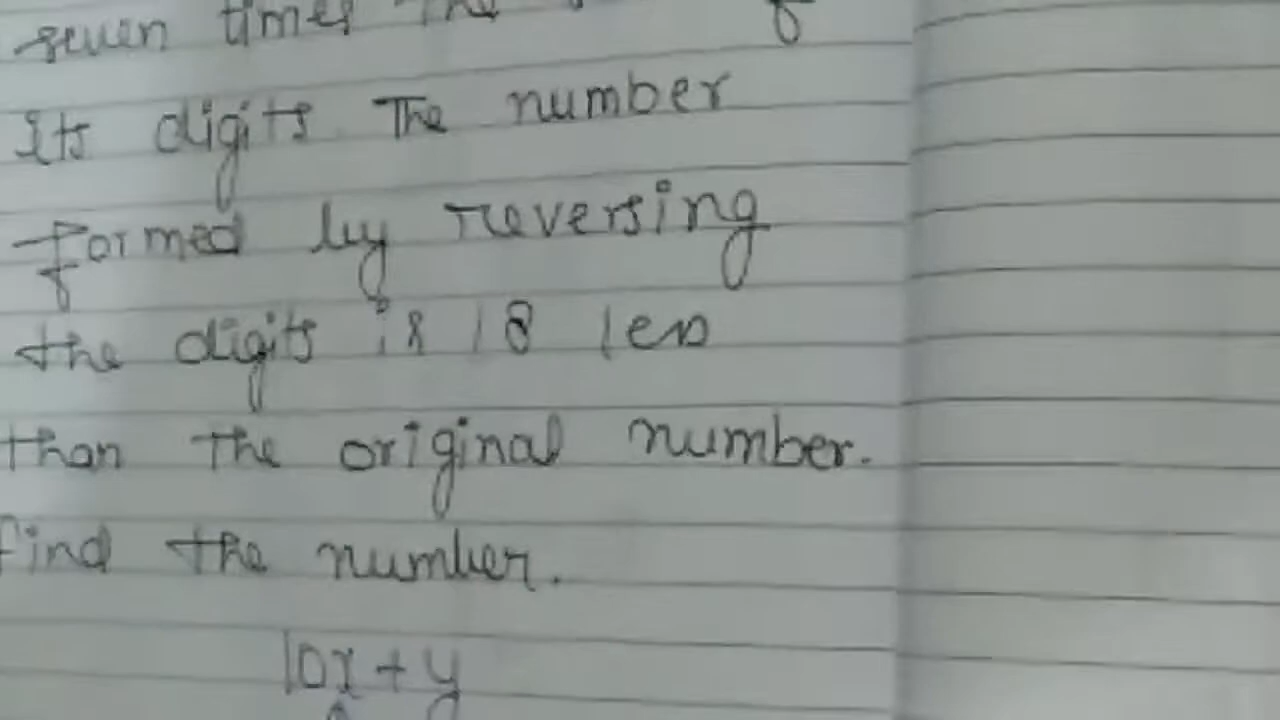 seven times the
its digits The number
formed by reversing
the digits is 18 less
than The original number.
find the number.
10x + y